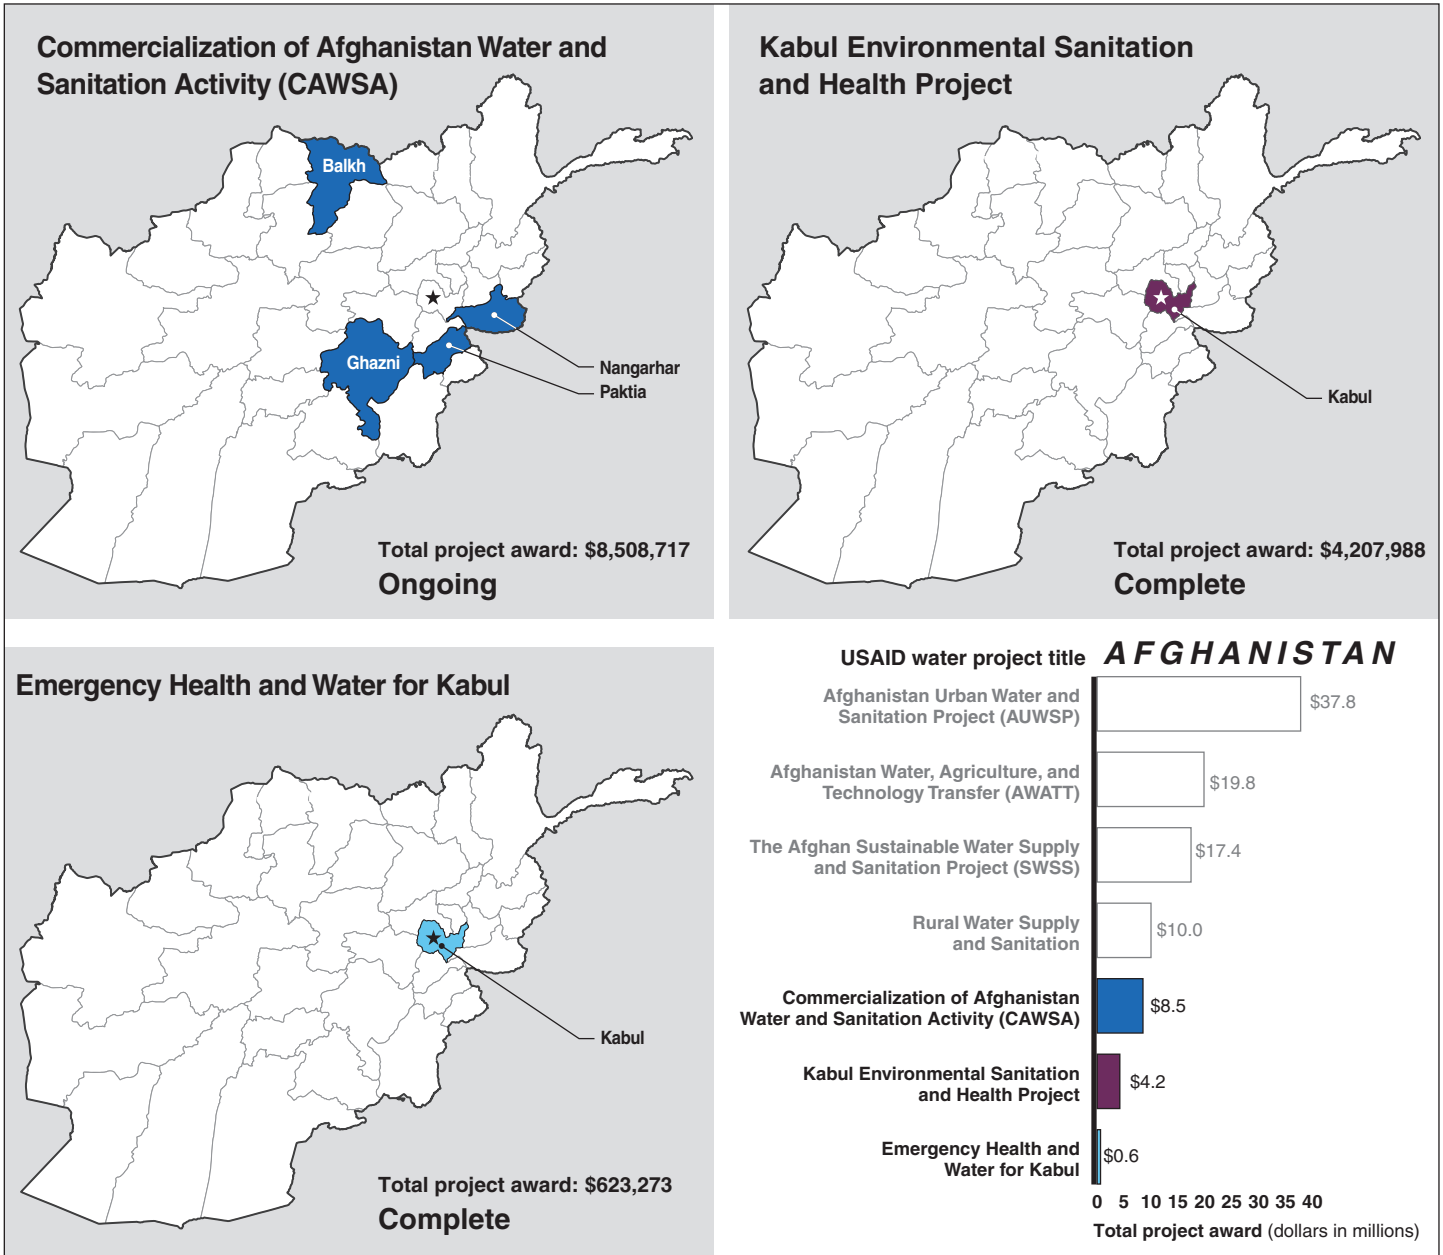 Commercialization of Afghanistan Water and
Sanitation Activity (CAWSA)
Balkh
Ghazni
Nangarhar
Paktia
Total project award: $8,508,717
Ongoing
Kabul Environmental Sanitation
and Health Project
Kabul
Total project award: $4,207,988
Complete
Emergency Health and Water for Kabul
Kabul
Total project award: $623,273
Complete
USAID water project title
AFGHANISTAN
Afghanistan Urban Water and
Sanitation Project (AUWSP)
$37.8
Afghanistan Water, Agriculture, and
Technology Transfer (AWATT)
$19.8
The Afghan Sustainable Water Supply
and Sanitation Project (SWSS)
$17.4
Rural Water Supply
and Sanitation
$10.0
Commercialization of Afghanistan
Water and Sanitation Activity (CAWSA)
$8.5
Kabul Environmental Sanitation
and Health Project
$4.2
Emergency Health and
Water for Kabul
$0.6
0 5 10 15 20 25 30 35 40
Total project award (dollars in millions)